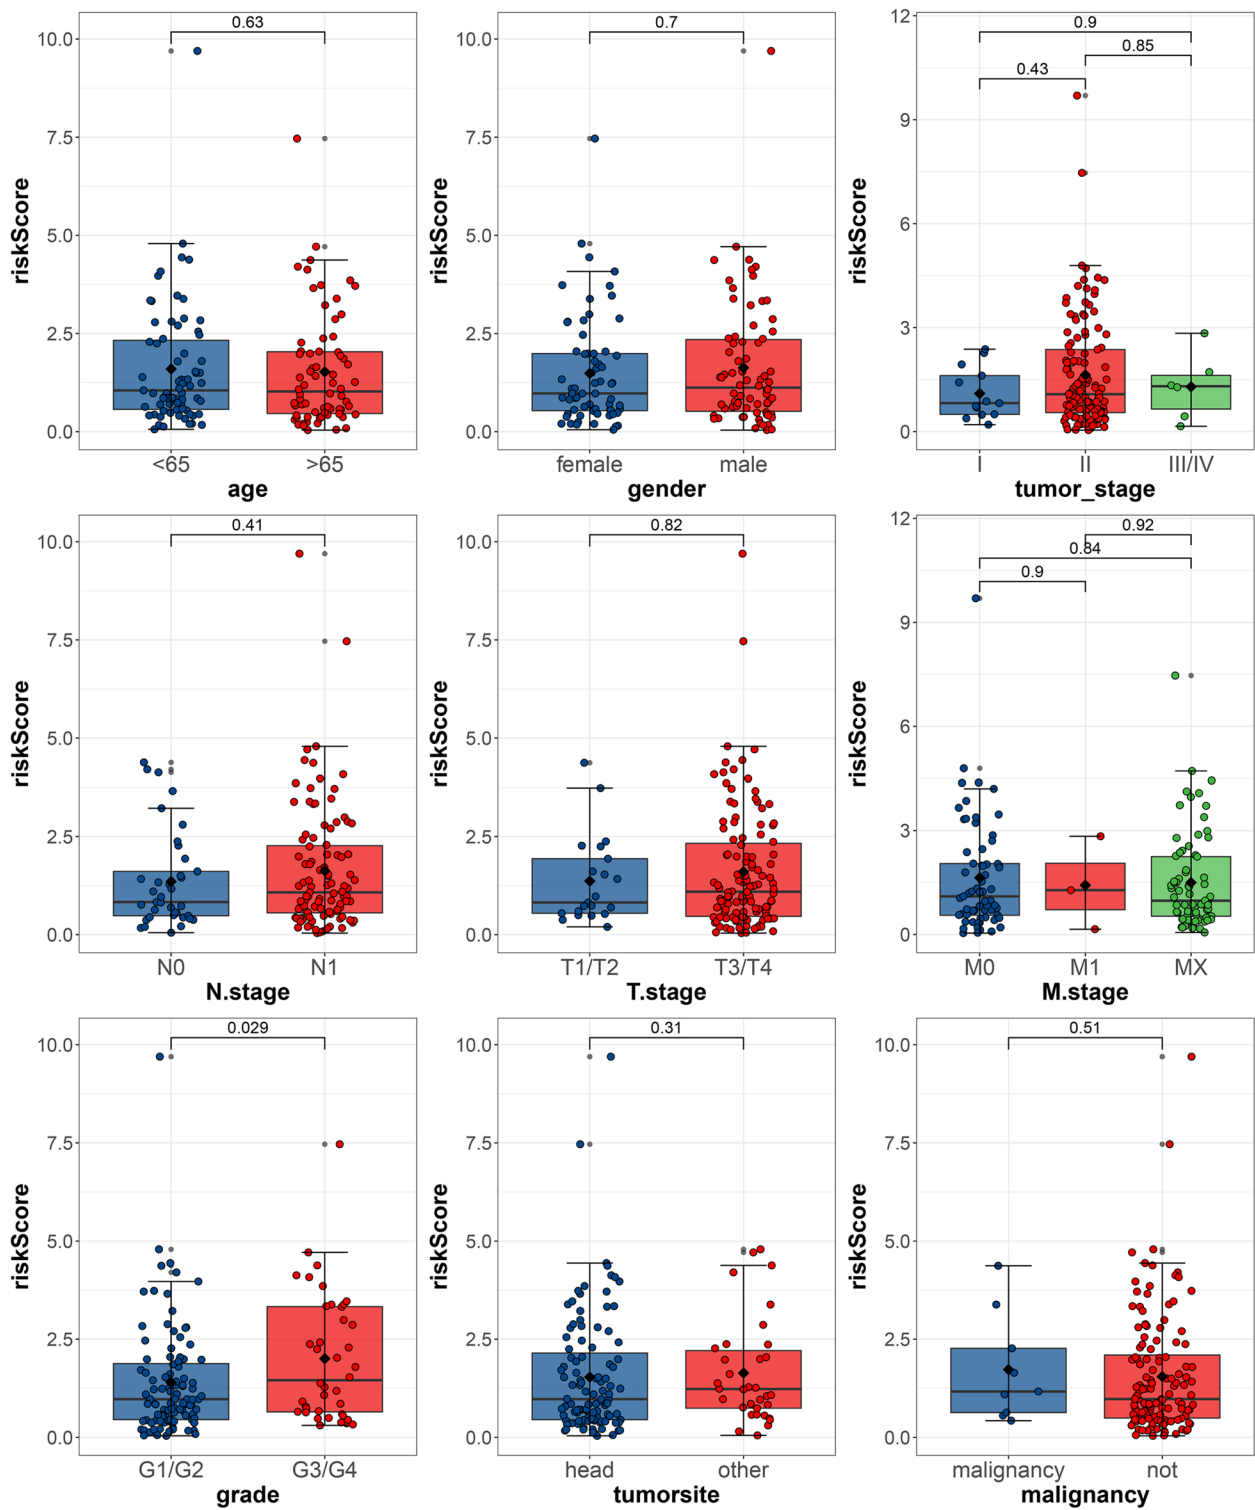 0.63
10.0
7.5
5.0
2.5
0.0
riskScore
<65
>65
age
0.7
10.0
7.5
5.0
2.5
0.0
riskScore
female
male
gender
0.9
0.85
0.43
12
9
6
3
0
riskScore
I
II
III/IV
tumor_stage
0.41
10.0
7.5
5.0
2.5
0.0
riskScore
N0
N1
N.stage
0.82
10.0
7.5
5.0
2.5
0.0
riskScore
T1/T2
T3/T4
T.stage
0.92
0.84
0.9
12
9
6
3
0
riskScore
M0
M1
MX
M.stage
0.029
10.0
7.5
5.0
2.5
0.0
riskScore
G1/G2
G3/G4
grade
0.31
10.0
7.5
5.0
2.5
0.0
riskScore
head
other
tumorsite
0.51
10.0
7.5
5.0
2.5
0.0
riskScore
malignancy
not
malignancy